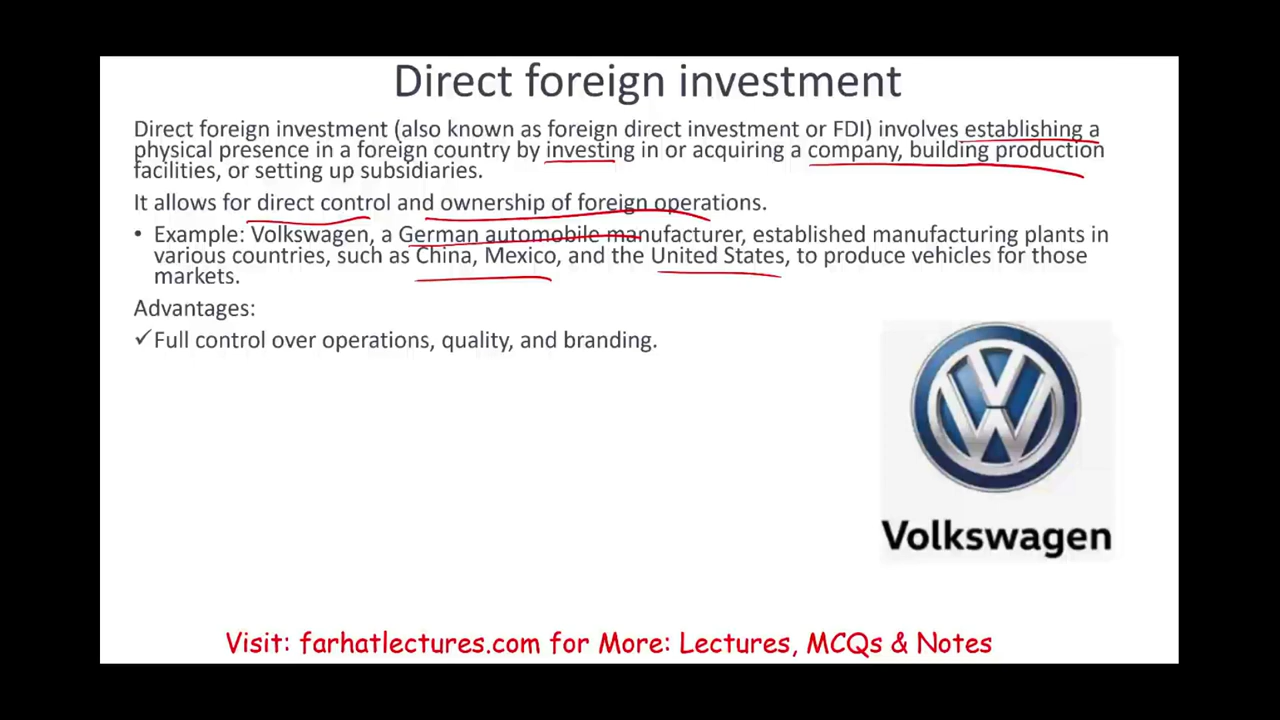 Direct foreign investment
Direct foreign investment (also known as foreign direct investment or FDI) involves establishing a
physical presence in a foreign country by investing in or acquiring a company, building production
facilities, or setting up subsidiaries.
It allows for direct control and ownership of foreign operations.
• Example: Volkswagen, a German automobile manufacturer, established manufacturing plants in
various countries, such as China, Mexico, and the United States, to produce vehicles for those
markets.
Advantages:
✓Full control over operations, quality, and branding.
VW
Volkswagen
Visit: farhatlectures.com for More: Lectures, MCQs & Notes